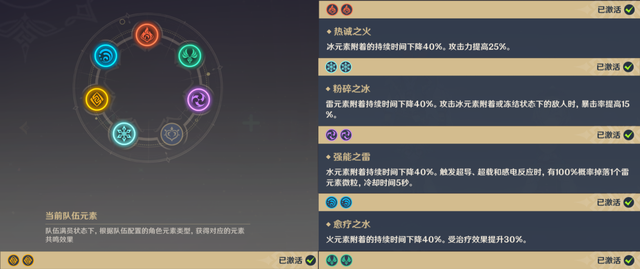 当前队伍元素
队伍满员状态下，根据队伍配置的角色元素类型，获得对应的元素
共鸣效果
已激活
已激活
热诚之火
冰元素附着的持续时间下降40%。攻击力提高25%。
已激活
粉碎之冰
雷元素附着持续时间下降40%。攻击冰元素附着或冻结状态下的敌人时，暴击率提高15
%。
已激活
强能之雷
水元素附着的持续时间下降40%。触发超导、超载和感电反应时，有100%概率掉落1个雷
元素微粒，冷却时间5秒。
已激活
愈疗之水
火元素附着的持续时间下降40%。受治疗效果提升30%。
已激活